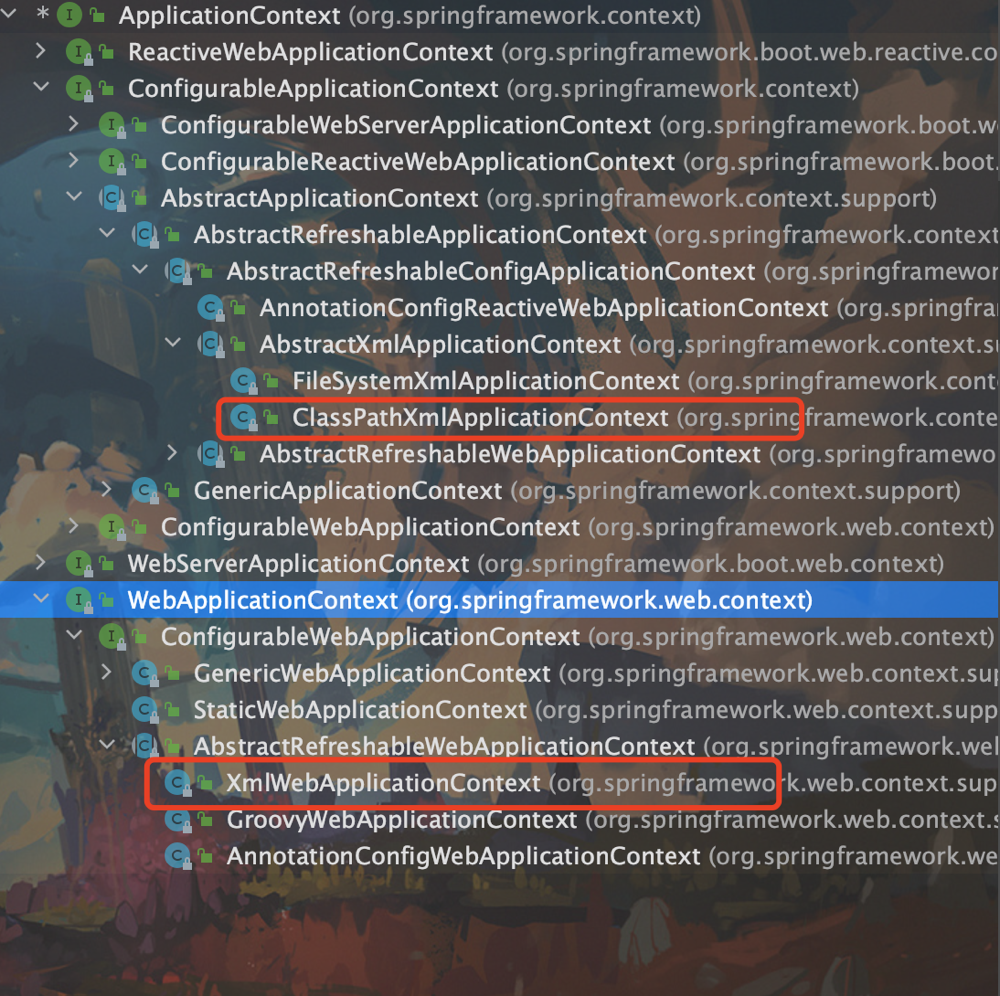 * I ApplicationContext (org.springframework.context)
I ReactiveWebApplicationContext (org.springframework.boot.web.reactive.co
I ConfigurableApplicationContext (org.springframework.context)
I ConfigurableWebServerApplicationContext (org.springframework.boot.w
I ConfigurableReactiveWebApplicationContext (org.springframework.boot.
C AbstractApplicationContext (org.springframework.context.support)
C AbstractRefreshableApplicationContext (org.springframework.context
C AbstractRefreshableConfigApplicationContext (org.springframewor
C AnnotationConfigReactiveWebApplicationContext (org.springfra
C AbstractXmlApplicationContext (org.springframework.context.su
C FileSystemXmlApplicationContext (org.springframework.cont
C ClassPathXmlApplicationContext (org.springframework.conte
C AbstractRefreshableWebApplicationContext (org.springframewo
C GenericApplicationContext (org.springframework.context.support)
I ConfigurableWebApplicationContext (org.springframework.web.context)
I WebServerApplicationContext (org.springframework.boot.web.context)
I WebApplicationContext (org.springframework.web.context)
I ConfigurableWebApplicationContext (org.springframework.web.context)
C GenericWebApplicationContext (org.springframework.web.context.sup
C StaticWebApplicationContext (org.springframework.web.context.supp
C AbstractRefreshableWebApplicationContext (org.springframework.we
C XmlWebApplicationContext (org.springframework.web.context.sup
C GroovyWebApplicationContext (org.springframework.web.context.s
C AnnotationConfigWebApplicationContext (org.springframework.we